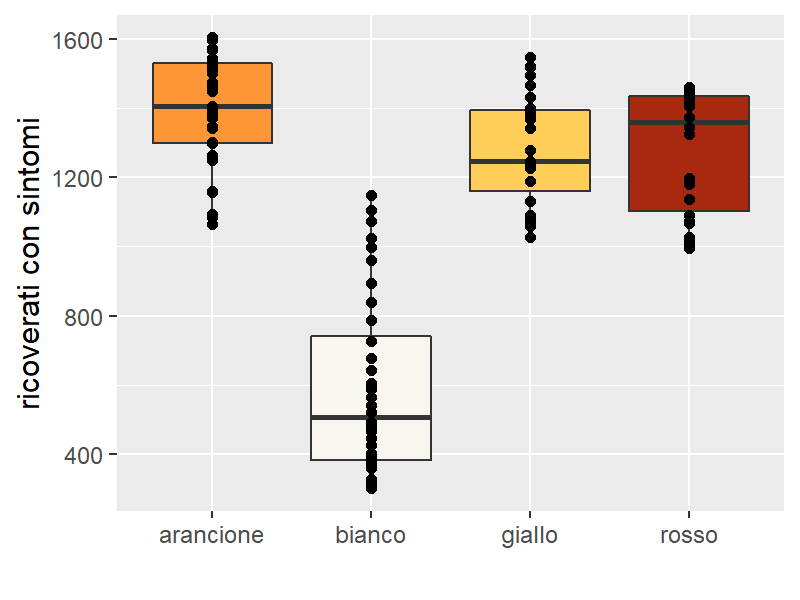 ricoverati con sintomi
1600
1200
800
400
arancione bianco giallo rosso